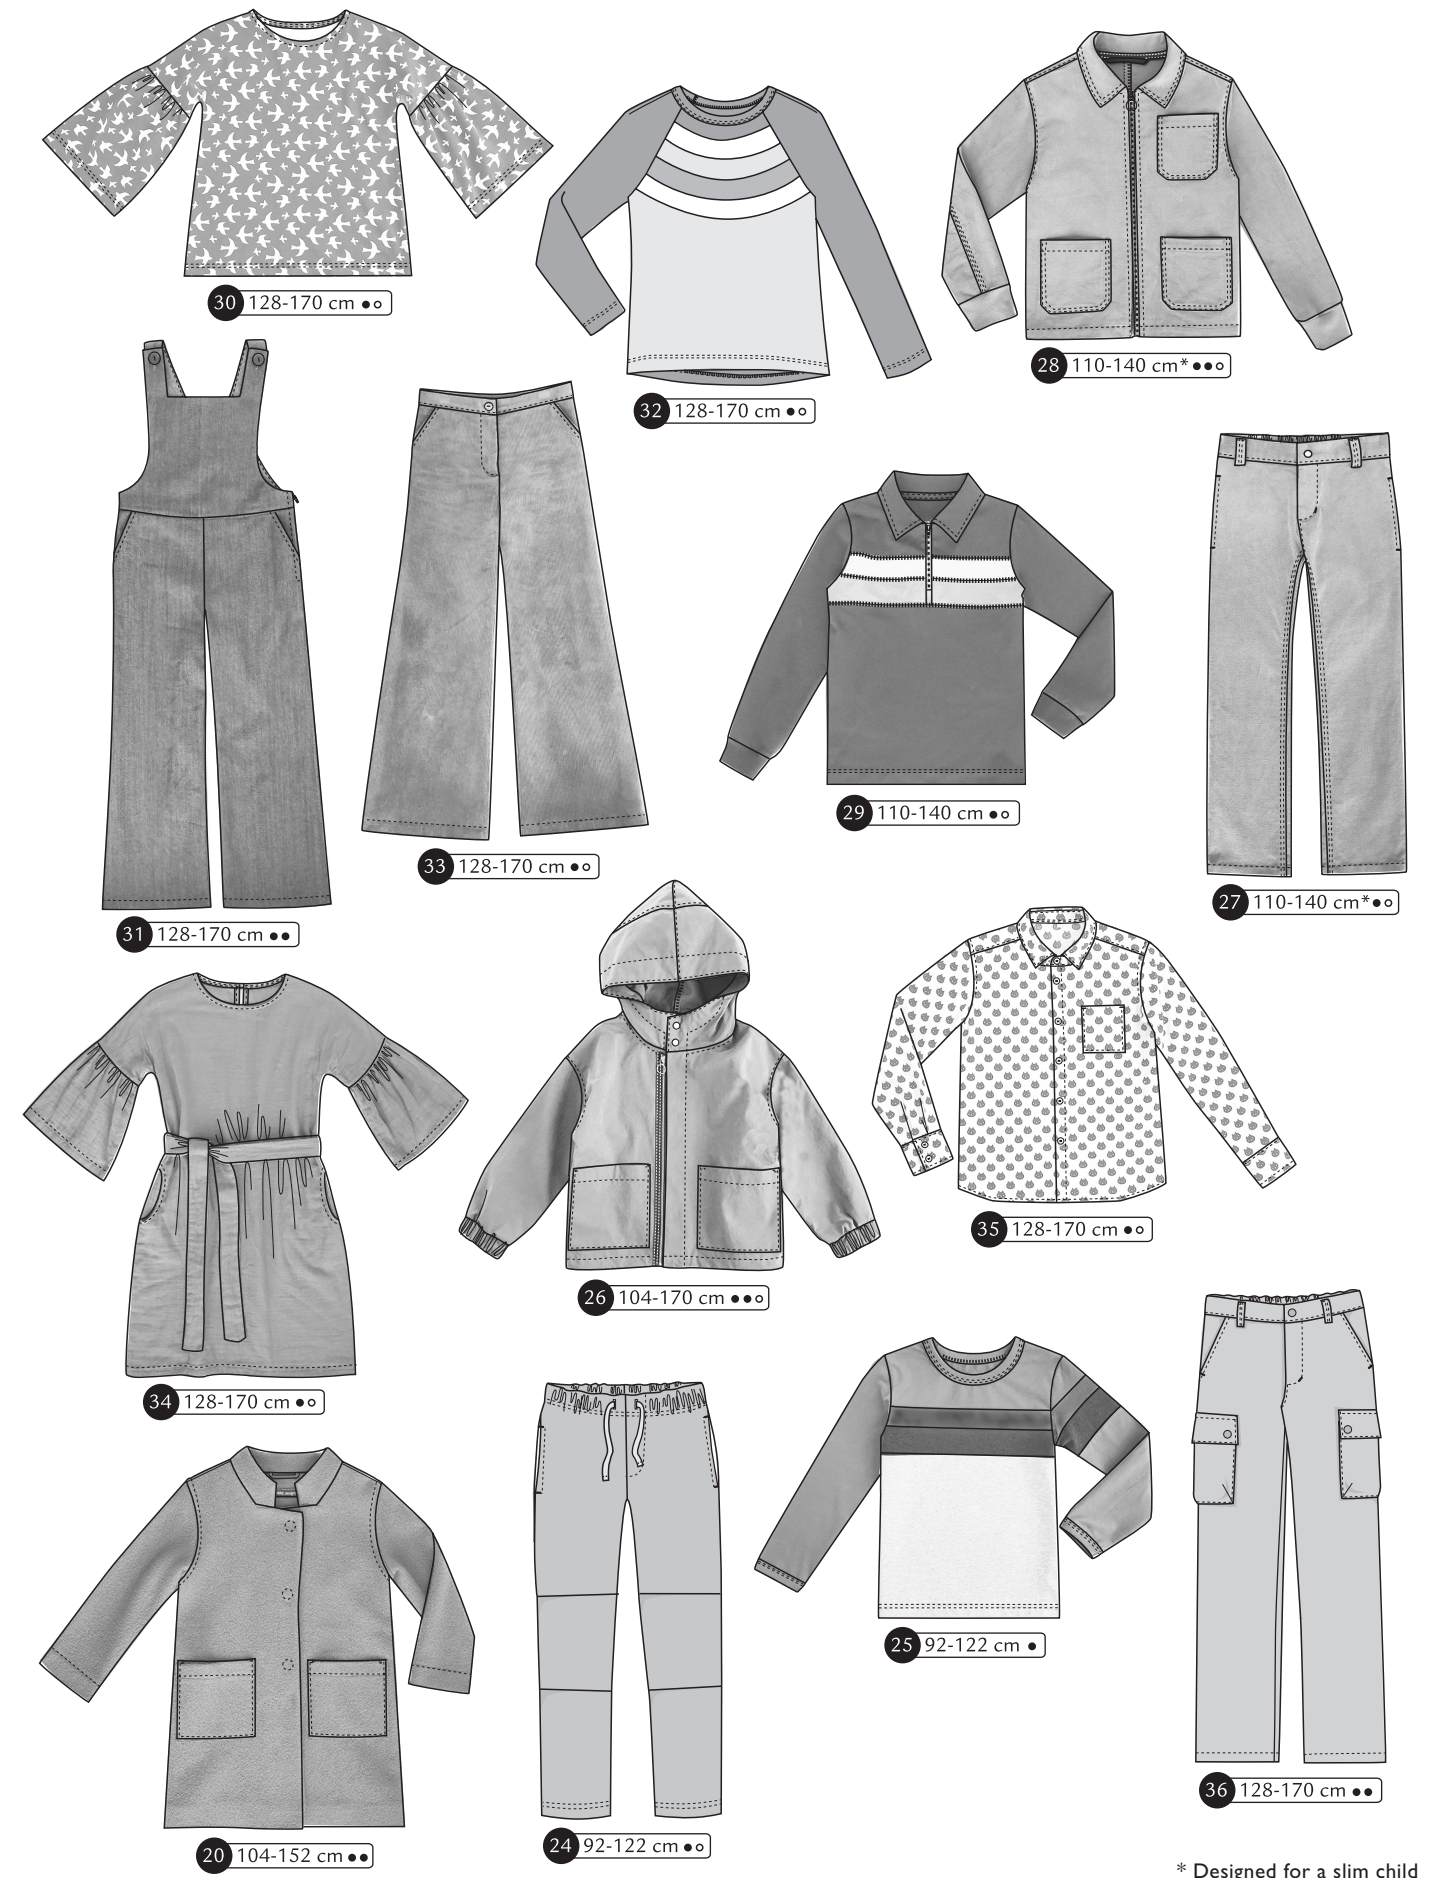 30 128-170 cm ●○
32 128-170 cm ●○
28 110-140 cm* ●●○
33 128-170 cm ●○
29 110-140 cm ●○
27 110-140 cm* ●○
31 128-170 cm ●●
35 128-170 cm ●○
26 104-170 cm ●●○
34 128-170 cm ●○
25 92-122 cm ●
36 128-170 cm ●●
24 92-122 cm ●○
20 104-152 cm ●●
* Designed for a slim child